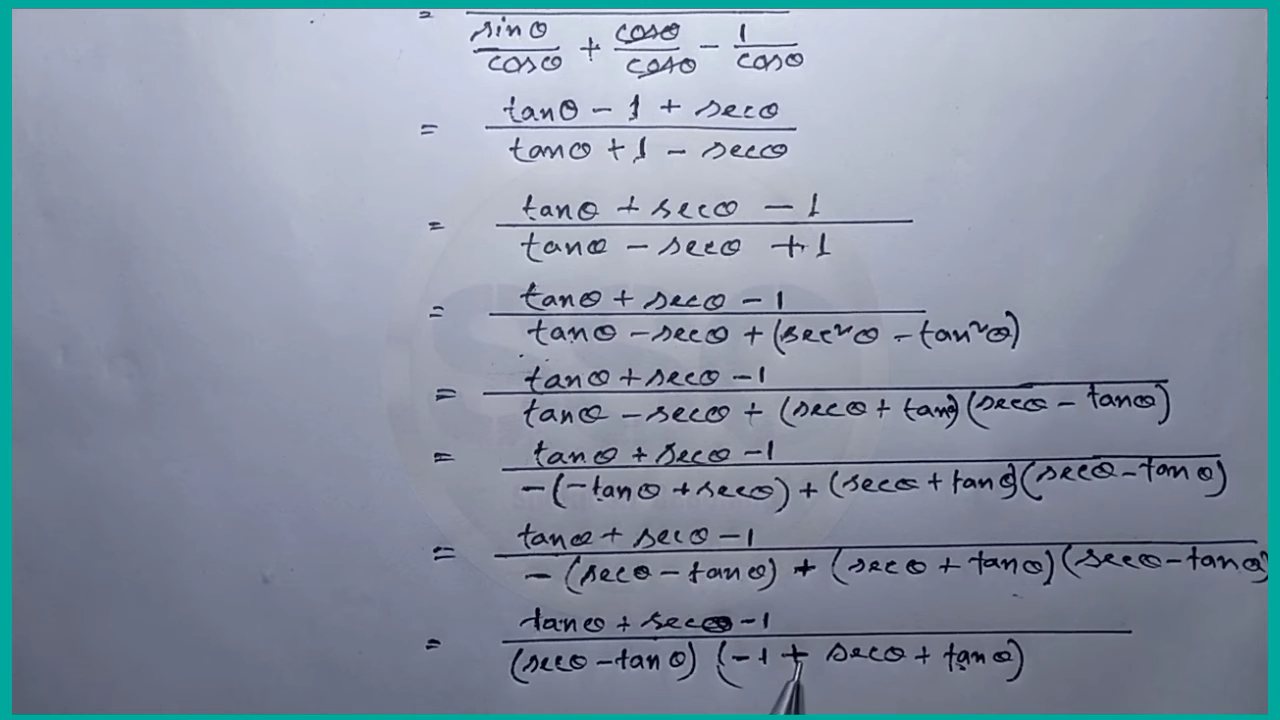 =
sinθ/cosθ + cosθ/cosθ - 1/cosθ
= tanθ - 1 + secθ
tanθ + 1 - secθ
= tanθ + secθ - 1
tanθ - secθ + 1
= tanθ + secθ - 1
tanθ - secθ + (sec²θ - tan²θ)
= tanθ + secθ - 1
tanθ - secθ + (secθ + tanθ)(secθ - tanθ)
= tanθ + secθ - 1
-(-tanθ + secθ) + (secθ + tanθ)(secθ - tanθ)
= tanθ + secθ - 1
-(secθ - tanθ) + (secθ + tanθ)(secθ - tanθ)
= tanθ + secθ - 1
(secθ - tanθ) (-1 + secθ + tanθ)